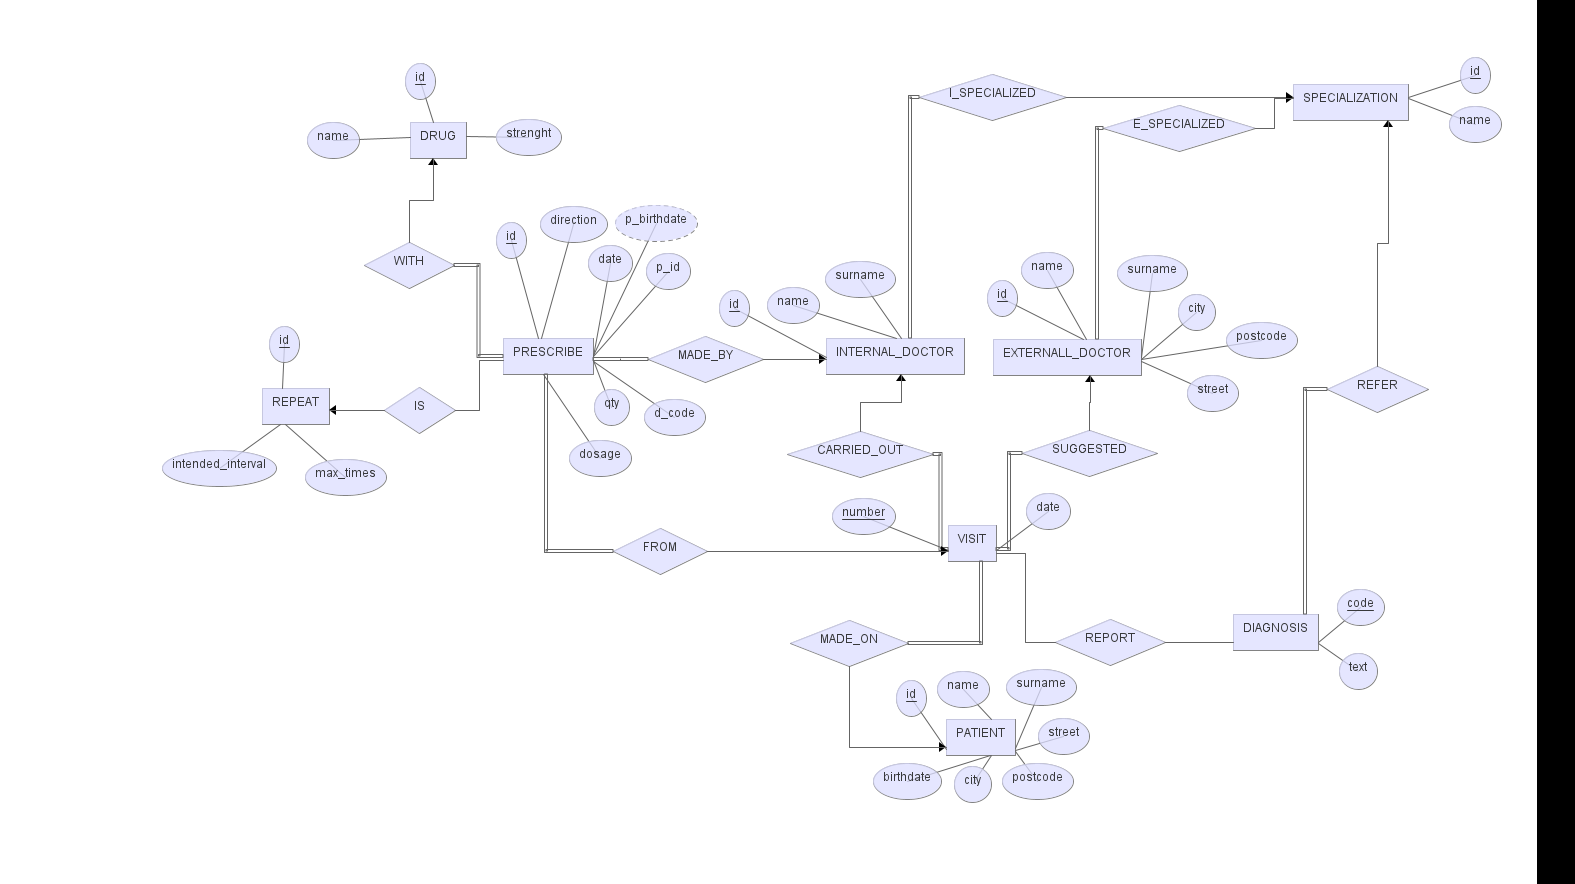 id
I_SPECIALIZED
SPECIALIZATION
id
name
E_SPECIALIZED
name
DRUG
strenght
id
direction
p_birthdate
date
p_id
WITH
id
name
surname
id
name
surname
city
postcode
street
PRESCRIBE
MADE_BY
INTERNAL_DOCTOR
EXTERNALL_DOCTOR
REFER
id
REPEAT
IS
qty
d_code
dosage
intended_interval
max_times
CARRIED_OUT
SUGGESTED
number
date
VISIT
FROM
MADE_ON
REPORT
DIAGNOSIS
code
text
id
name
surname
PATIENT
street
birthdate
city
postcode